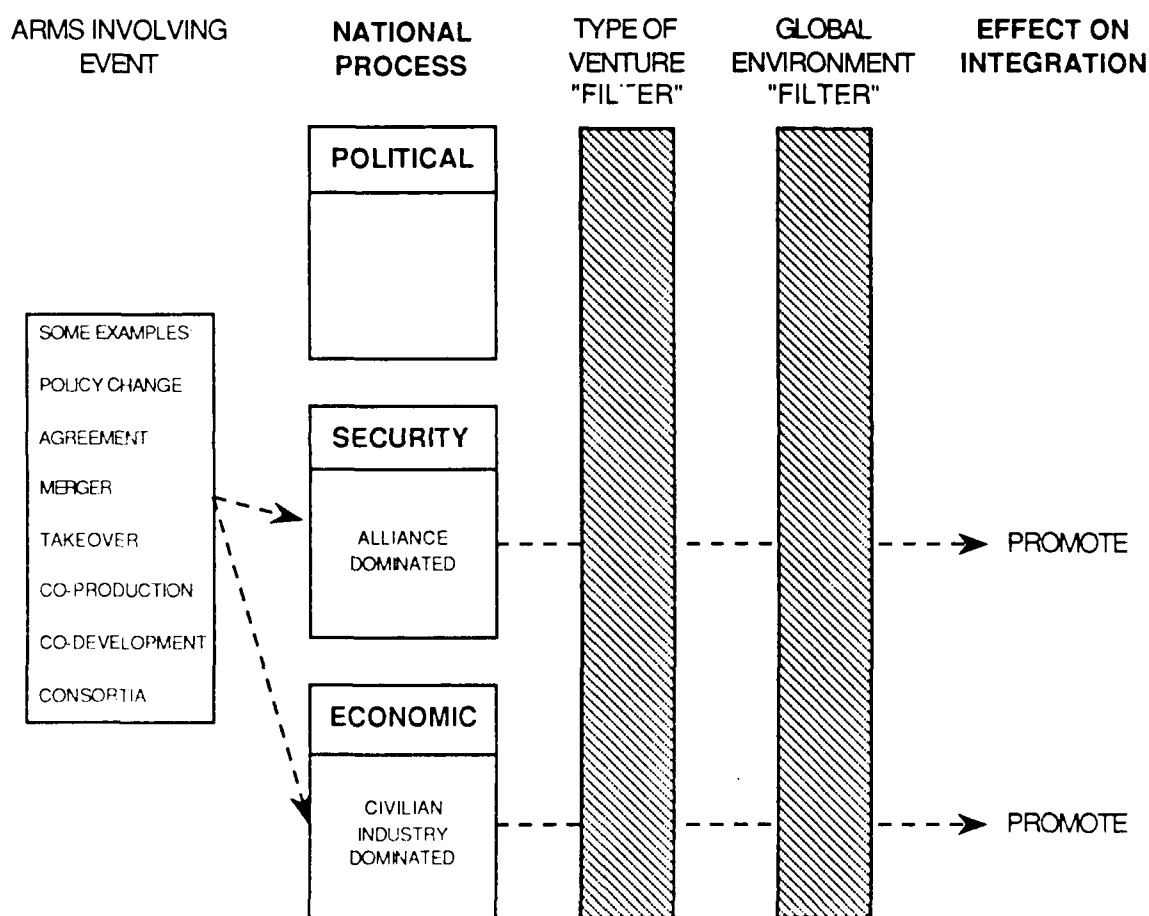 ARMS INVOLVING
EVENT
NATIONAL
PROCESS
TYPE OF
VENTURE
"FILTER"
GLOBAL
ENVIRONMENT
"FILTER"
EFFECT ON
INTEGRATION
POLITICAL
SOME EXAMPLES
POLICY CHANGE
AGREEMENT
MERGER
TAKEOVER
CO-PRODUCTION
CO-DEVELOPMENT
CONSORTIA
SECURITY
ALLIANCE
DOMINATED
PROMOTE
ECONOMIC
CIVILIAN
INDUSTRY
DOMINATED
PROMOTE